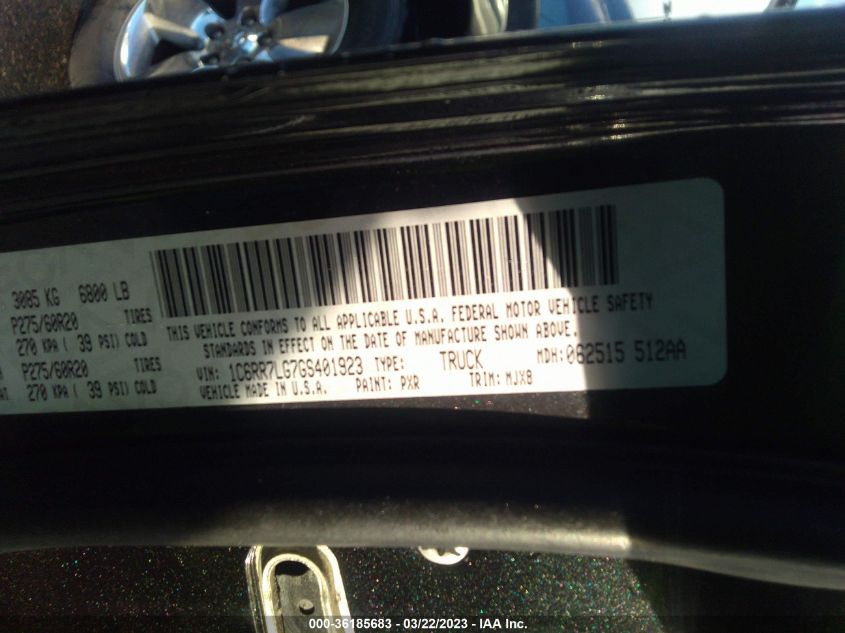 3085 KG 6800 LB
P275/60R20 TIRES
270 KPA ( 39 PSI) COLD
P275/60R20 TIRES
270 KPA ( 39 PSI) COLD
THIS VEHICLE CONFORMS TO ALL APPLICABLE U.S.A. FEDERAL MOTOR VEHICLE SAFETY
STANDARDS IN EFFECT ON THE DATE OF MANUFACTURE SHOWN ABOVE.
VIN: 1C6RR7LG7GS401923 TYPE: TRUCK MDH: 062515 512AA
MADE IN U.S.A. PAINT: PXR TRIM: MJX8
000-36185683 - 03/22/2023 - IAA Inc.